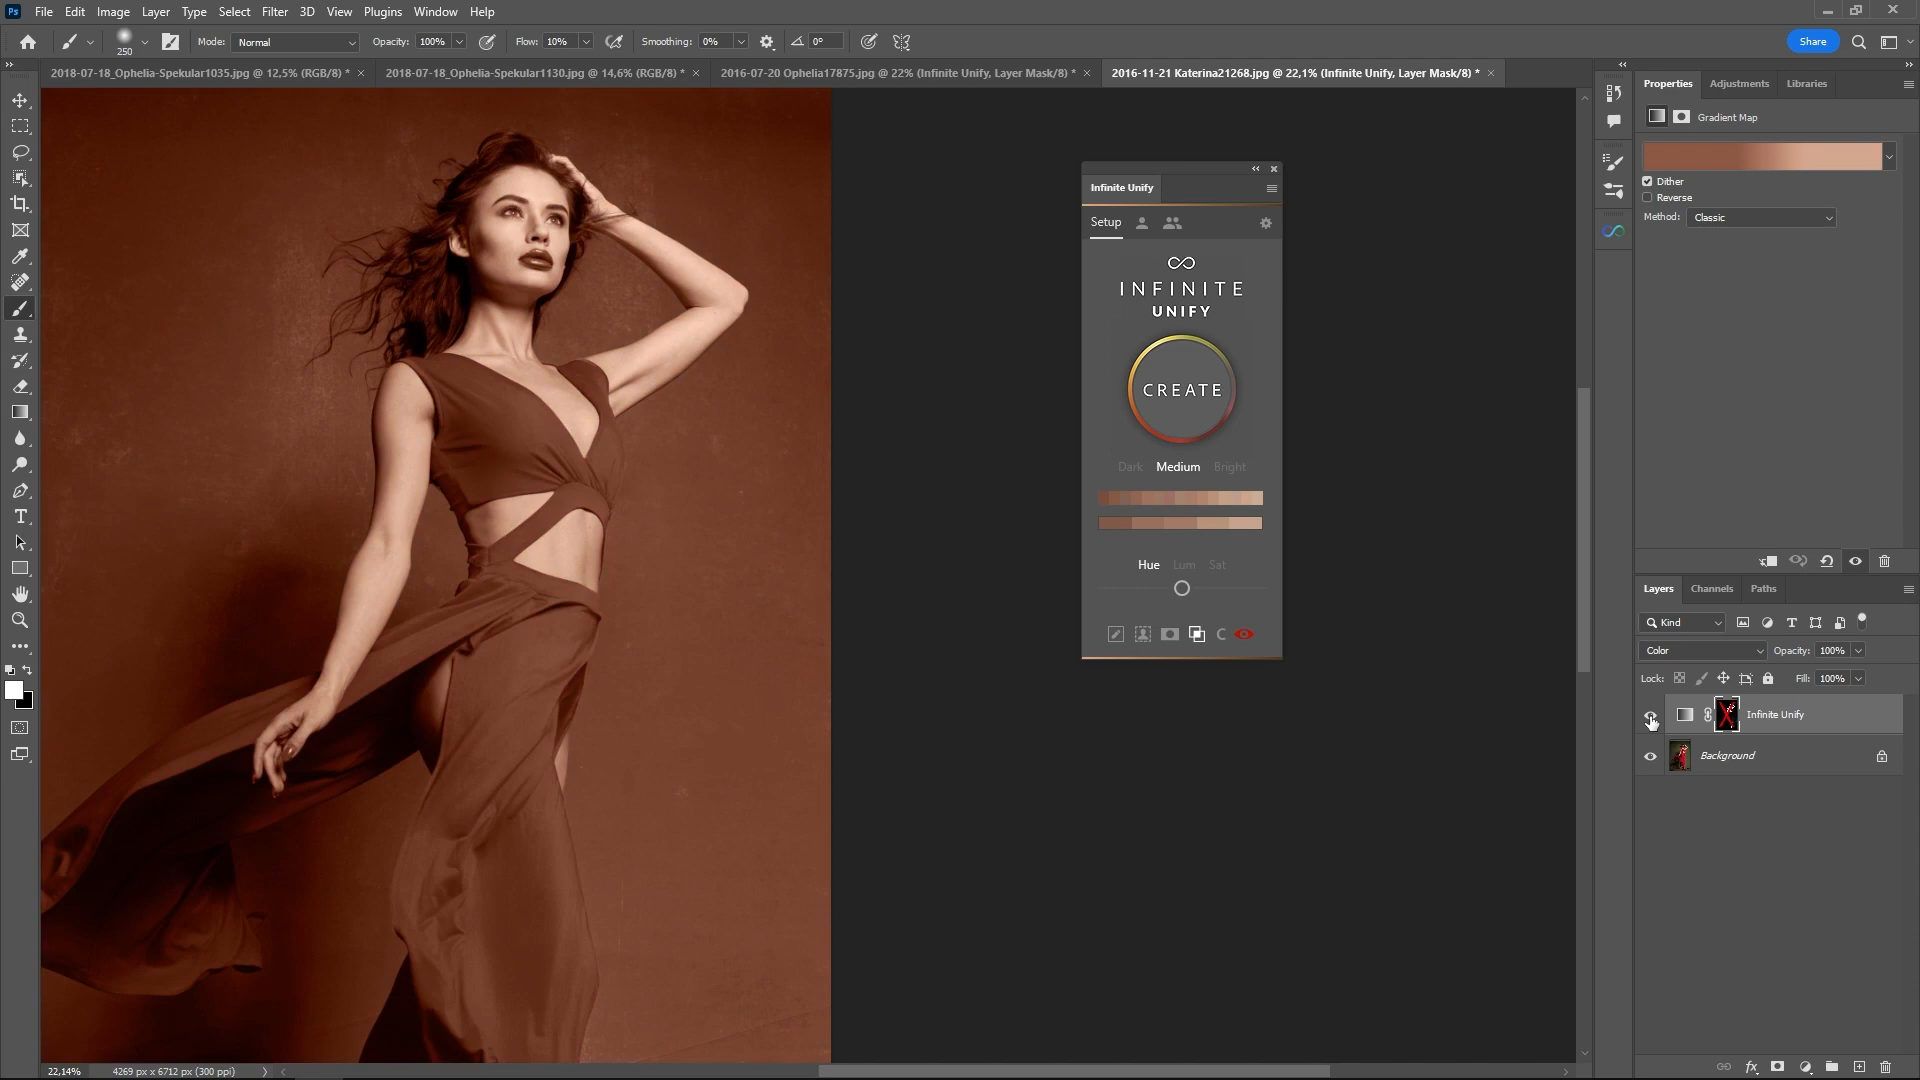 Ps File Edit Image Layer Type Select Filter 3D View Plugins Window Help
250 Mode: Normal Opacity: 100% Flow: 10% Smoothing: 0% 0° Share
2018-07-18_Ophelia-Spekular1035.jpg @ 12,5% (RGB/8) * 2018-07-18_Ophelia-Spekular1130.jpg @ 14,6% (RGB/8) * 2016-07-20 Ophelia17875.jpg @ 22% (Infinite Unify, Layer Mask/8) * 2016-11-21 Katerina21268.jpg @ 22,1% (Infinite Unify, Layer Mask/8) *
Properties Adjustments Libraries
Gradient Map
Dither
Reverse
Method: Classic
Infinite Unify
Setup
INFINITE
UNIFY
CREATE
Dark Medium Bright
Hue Lum Sat
C
Layers Channels Paths
Kind
Color Opacity: 100%
Lock: Fill: 100%
Infinite Unify
Background
fx
22,14% 4269 px x 6712 px (300 ppi)